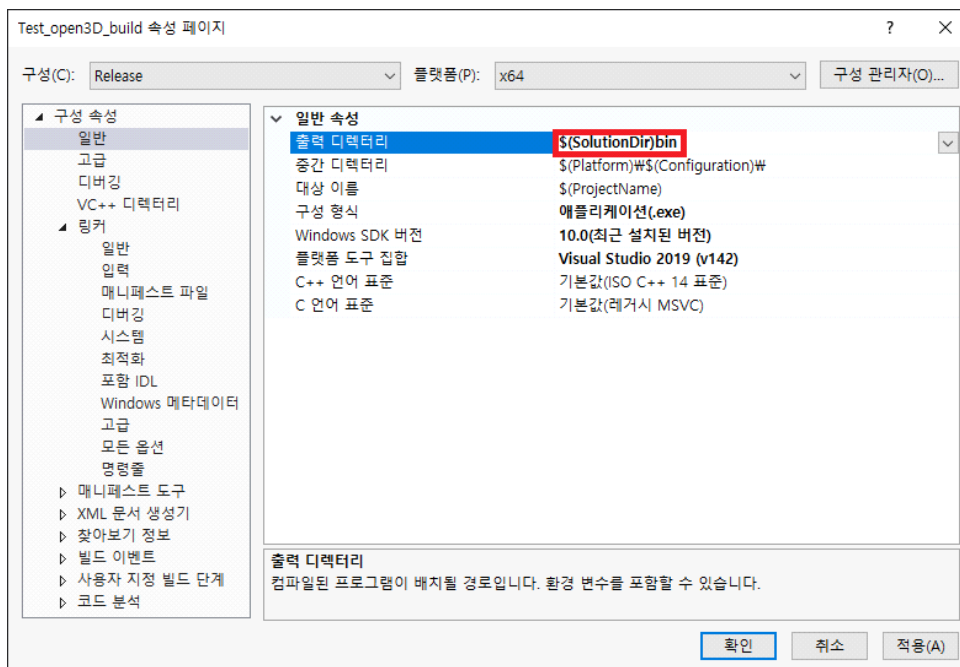 Test_open3D_build 속성 페이지
?
구성(C): Release 플랫폼(P): x64 구성 관리자(O)...
구성 속성
일반
고급
디버깅
VC++ 디렉터리
링커
일반
입력
매니페스트 파일
디버깅
시스템
최적화
포함 IDL
Windows 메타데이터
고급
모든 옵션
명령줄
매니페스트 도구
XML 문서 생성기
찾아보기 정보
빌드 이벤트
사용자 지정 빌드 단계
코드 분석
일반 속성
출력 디렉터리 $(SolutionDir)bin
중간 디렉터리 $(Platform)₩$(Configuration)₩
대상 이름 $(ProjectName)
구성 형식 애플리케이션(.exe)
Windows SDK 버전 10.0(최근 설치된 버전)
플랫폼 도구 집합 Visual Studio 2019 (v142)
C++ 언어 표준 기본값(ISO C++ 14 표준)
C 언어 표준 기본값(레거시 MSVC)
출력 디렉터리
컴파일된 프로그램이 배치될 경로입니다. 환경 변수를 포함할 수 있습니다.
확인 취소 적용(A)